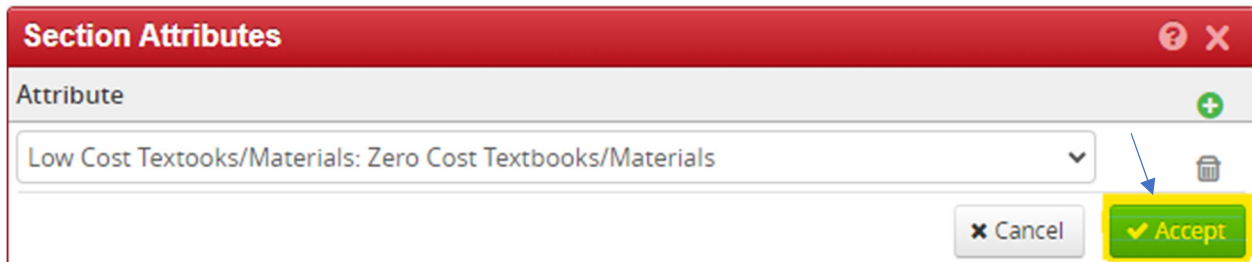 Section Attributes
Attribute
Low Cost Textooks/Materials: Zero Cost Textbooks/Materials
Cancel Accept